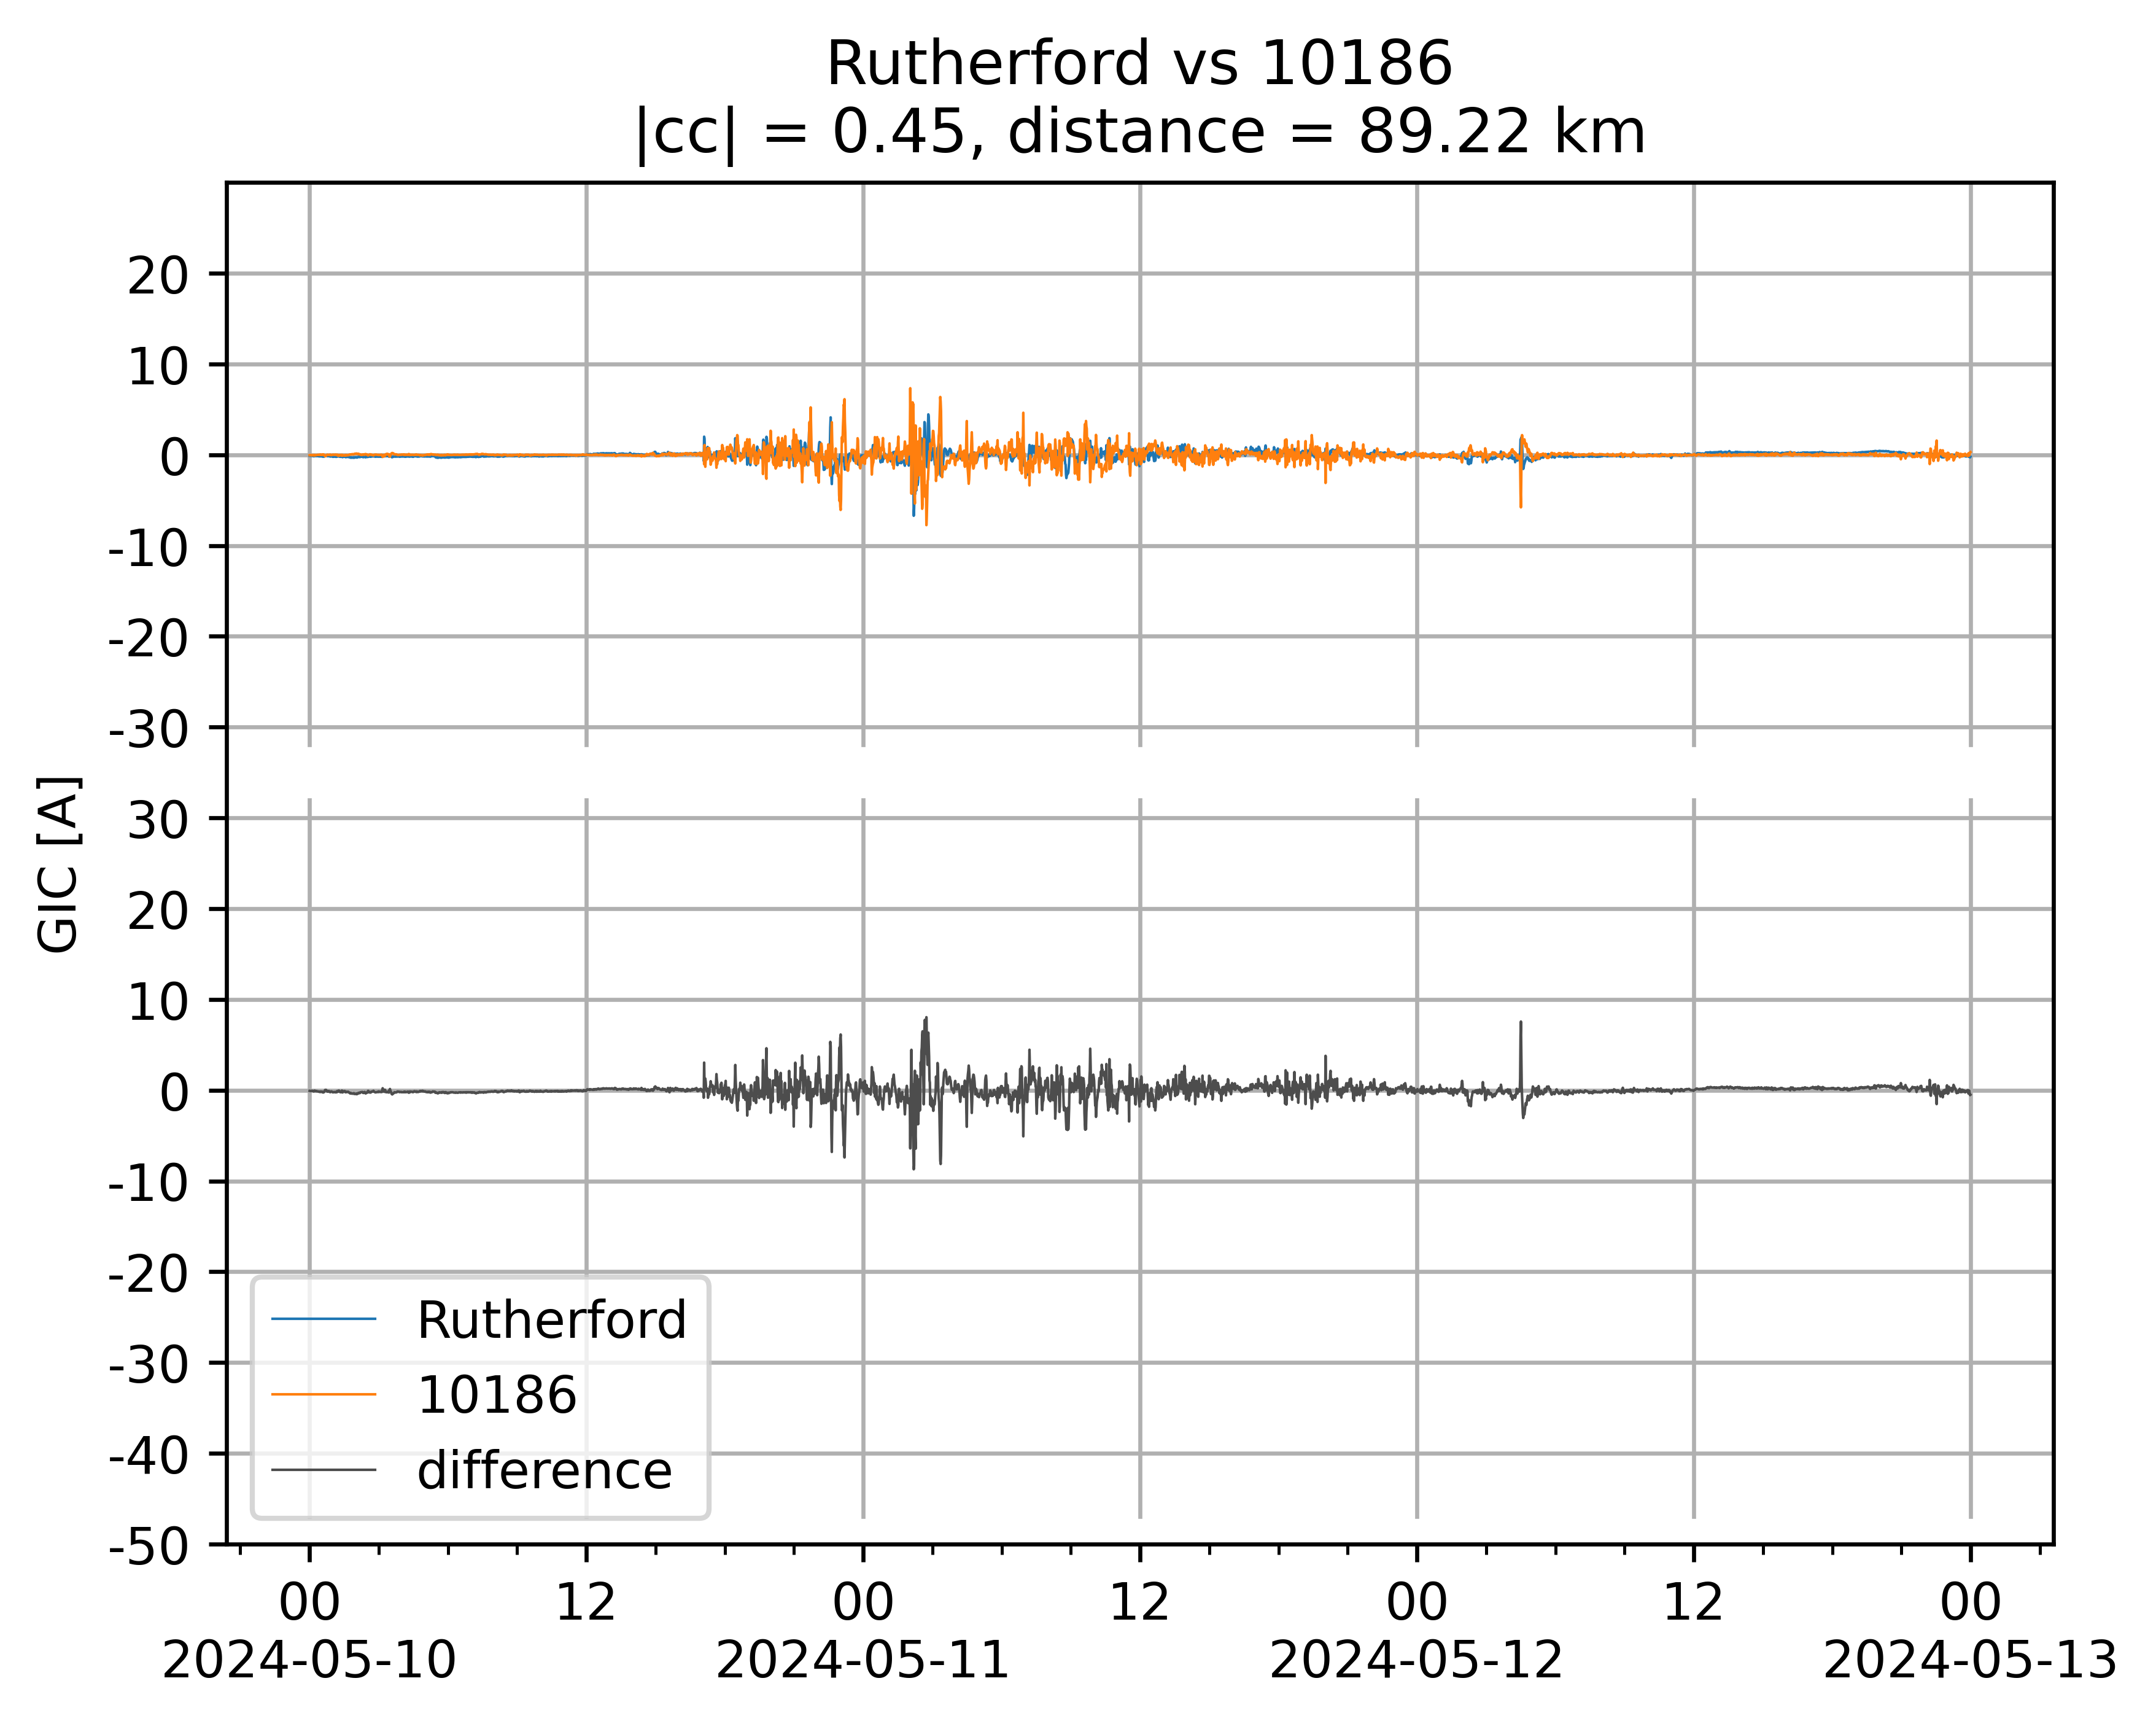 Rutherford vs 10186
|cc| = 0.45, distance = 89.22 km
GIC [A]
20
10
0
-10
-20
-30
30
20
10
0
-10
-20
-30
-40
-50
Rutherford
10186
difference
00 12 00 12 00 12 00
2024-05-10 2024-05-11 2024-05-12 2024-05-13